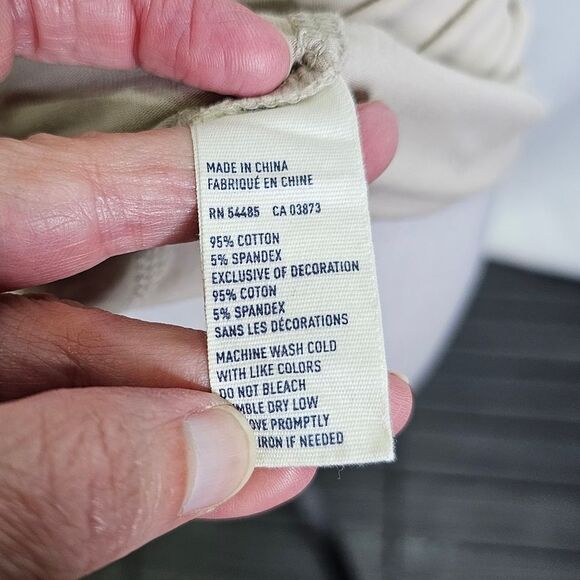 MADE IN CHINA
FABRIQUÉ EN CHINE
RN 54485 CA 03873
95% COTTON
5% SPANDEX
EXCLUSIVE OF DECORATION
95% COTON
5% SPANDEX
SANS LES DÉCORATIONS
MACHINE WASH COLD
WITH LIKE COLORS
DO NOT BLEACH
DRY LOW
PROMPTLY
IRON IF NEEDED